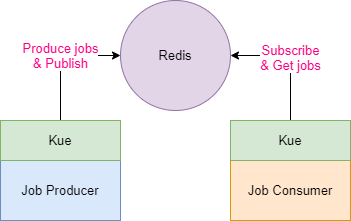 Produce jobs
& Publish
Redis
Subscribe
& Get jobs
Kue
Kue
Job Producer
Job Consumer